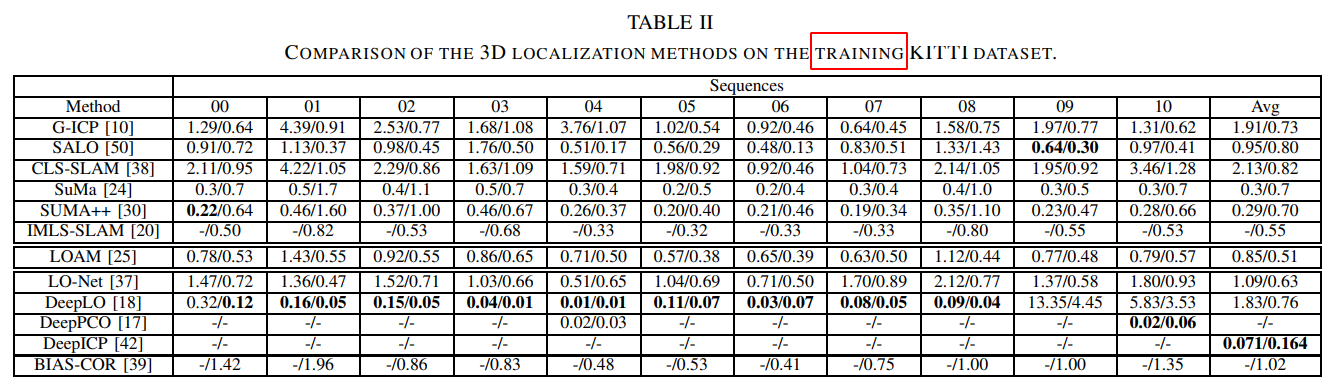 TABLE II
COMPARISON OF THE 3D LOCALIZATION METHODS ON THE TRAINING KITTI DATASET.
Sequences
Method 00 01 02 03 04 05 06 07 08 09 10 Avg
G-ICP [10] 1.29/0.64 4.39/0.91 2.53/0.77 1.68/1.08 3.76/1.07 1.02/0.54 0.92/0.46 0.64/0.45 1.58/0.75 1.97/0.77 1.31/0.62 1.91/0.73
SALO [50] 0.91/0.72 1.13/0.37 0.98/0.45 1.76/0.50 0.51/0.17 0.56/0.29 0.48/0.13 0.83/0.51 1.33/1.43 0.64/0.30 0.97/0.41 0.95/0.80
CLS-SLAM [38] 2.11/0.95 4.22/1.05 2.29/0.86 1.63/1.09 1.59/0.71 1.98/0.92 0.92/0.46 1.04/0.73 2.14/1.05 1.95/0.92 3.46/1.28 2.13/0.82
SuMa [24] 0.3/0.7 0.5/1.7 0.4/1.1 0.5/0.7 0.3/0.4 0.2/0.5 0.2/0.4 0.3/0.4 0.4/1.0 0.3/0.5 0.3/0.7 0.3/0.7
SUMA++ [30] 0.22/0.64 0.46/1.60 0.37/1.00 0.46/0.67 0.26/0.37 0.20/0.40 0.21/0.46 0.19/0.34 0.35/1.10 0.23/0.47 0.28/0.66 0.29/0.70
IMLS-SLAM [20] -/0.50 -/0.82 -/0.53 -/0.68 -/0.33 -/0.32 -/0.33 -/0.33 -/0.80 -/0.55 -/0.53 -/0.55
LOAM [25] 0.78/0.53 1.43/0.55 0.92/0.55 0.86/0.65 0.71/0.50 0.57/0.38 0.65/0.39 0.63/0.50 1.12/0.44 0.77/0.48 0.79/0.57 0.85/0.51
LO-Net [37] 1.47/0.72 1.36/0.47 1.52/0.71 1.03/0.66 0.51/0.65 1.04/0.69 0.71/0.50 1.70/0.89 2.12/0.77 1.37/0.58 1.80/0.93 1.09/0.63
DeepLO [18] 0.32/0.12 0.16/0.05 0.15/0.05 0.04/0.01 0.01/0.01 0.11/0.07 0.03/0.07 0.08/0.05 0.09/0.04 13.35/4.45 5.83/3.53 1.83/0.76
DeepPCO [17] -/- -/- -/- -/- 0.02/0.03 -/- -/- -/- -/- -/- 0.02/0.06 -/-
DeepICP [42] -/- -/- -/- -/- -/- -/- -/- -/- -/- -/- -/- 0.071/0.164
BIAS-COR [39] -/1.42 -/1.96 -/0.86 -/0.83 -/0.48 -/0.53 -/0.41 -/0.75 -/1.00 -/1.00 -/1.35 -/1.02